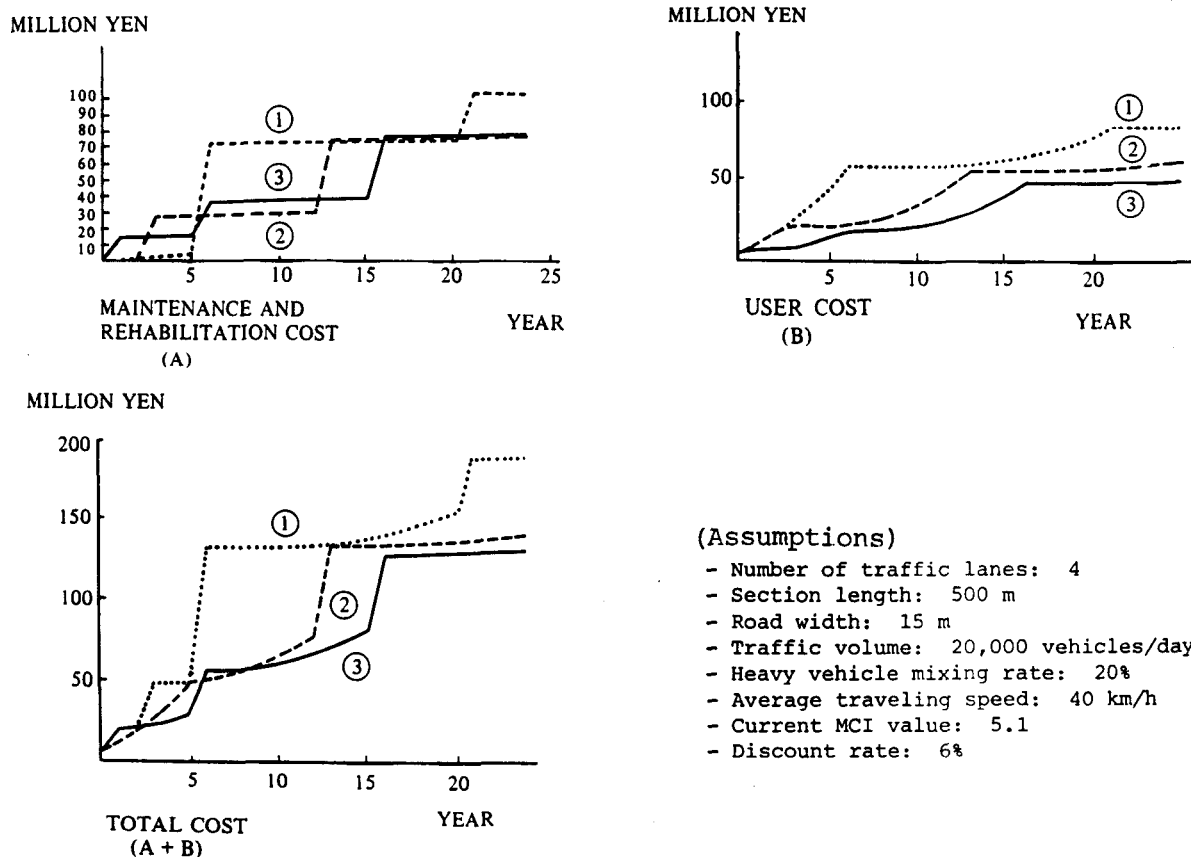 MILLION YEN
100
90
80
70
60
50
40
30
20
10
①
③
②
5
10
15
20
25
MAINTENANCE AND
REHABILITATION COST
(A)
YEAR
MILLION YEN
100
50
①
②
③
5
10
15
20
USER COST
(B)
YEAR
MILLION YEN
200
150
100
50
①
②
③
5
10
15
20
TOTAL COST
(A + B)
YEAR
(Assumptions)
- Number of traffic lanes: 4
- Section length: 500 m
- Road width: 15 m
- Traffic volume: 20,000 vehicles/day
- Heavy vehicle mixing rate: 20%
- Average traveling speed: 40 km/h
- Current MCI value: 5.1
- Discount rate: 6%